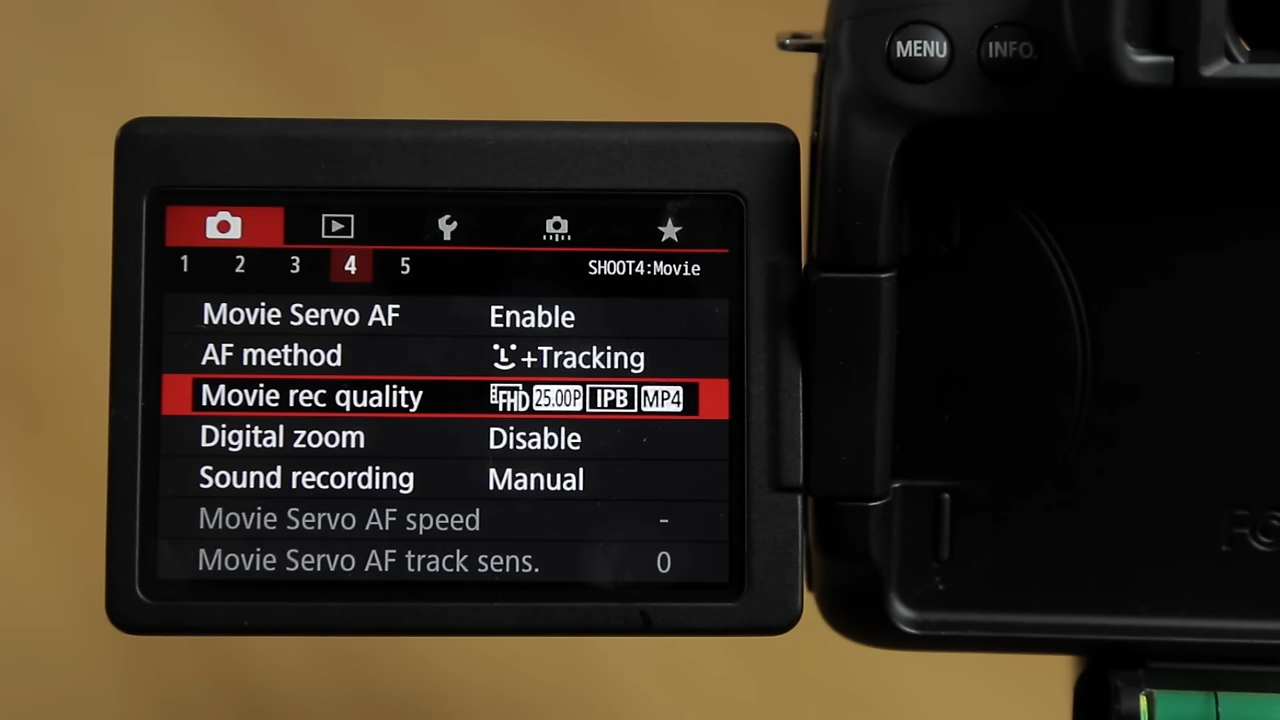 MENU INFO.
1 2 3 4 5 SHOOT4:Movie
Movie Servo AF Enable
AF method +Tracking
Movie rec quality FHD 25.00P IPB MP4
Digital zoom Disable
Sound recording Manual
Movie Servo AF speed -
Movie Servo AF track sens. 0